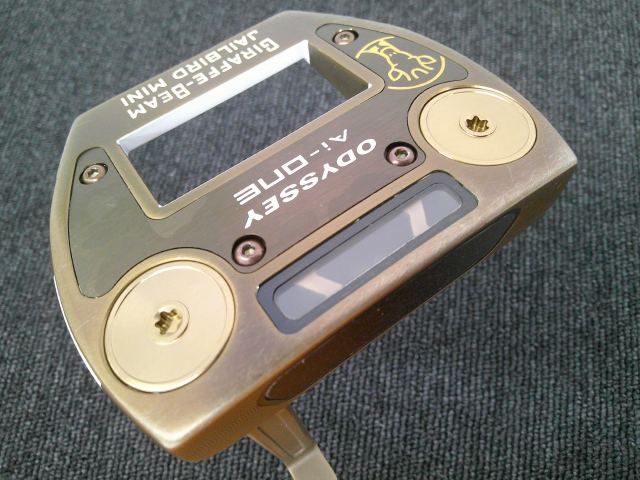 GIRAFFE-BEAM
JAILBIRD MINI
ODYSSEY
Ai-ONE